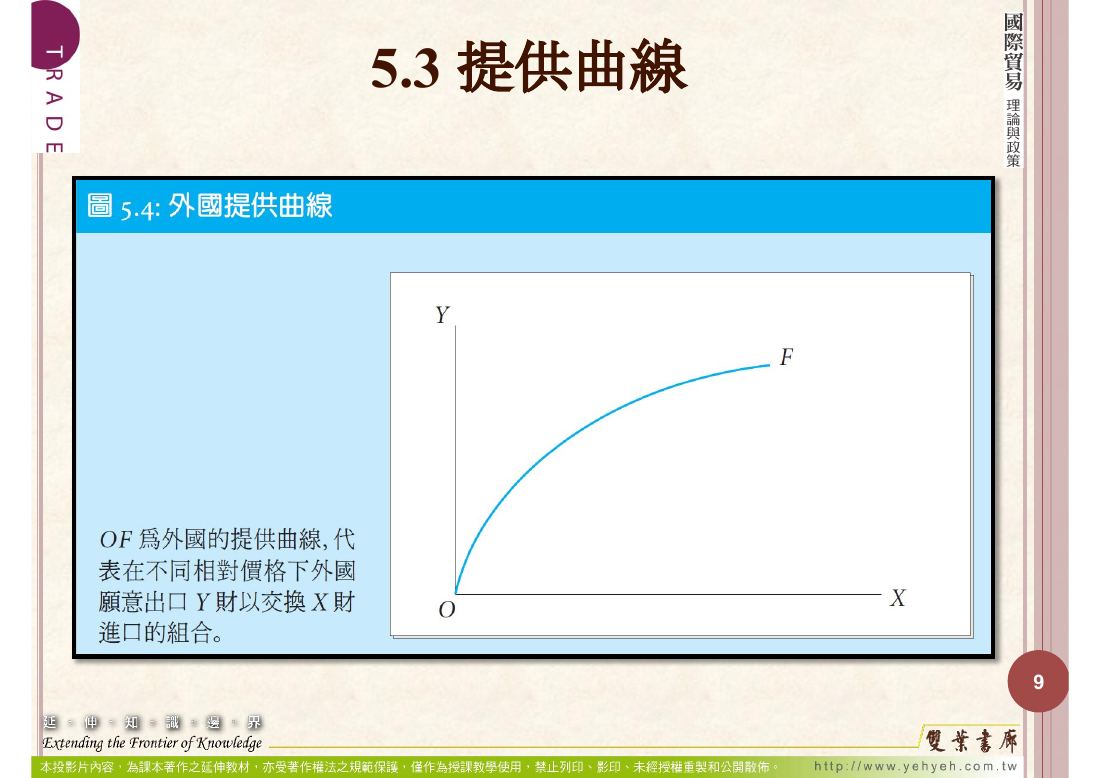 TRADE
5.3 提供曲線
國際貿易 理論與政策
圖 5.4: 外國提供曲線
Y
F
OF 爲外國的提供曲線, 代
表在不同相對價格下外國
願意出口 Y 財以交換 X 財
進口的組合。
O
X
9
延。伸。知。識。邊。界
Extending the Frontier of Knowledge
雙葉書廊
本投影片內容，為課本著作之延伸教材，亦受著作權法之規範保護，僅作為授課教學使用，禁止列印、影印、未經授權重製和公開散佈。
http://www.yehyeh.com.tw